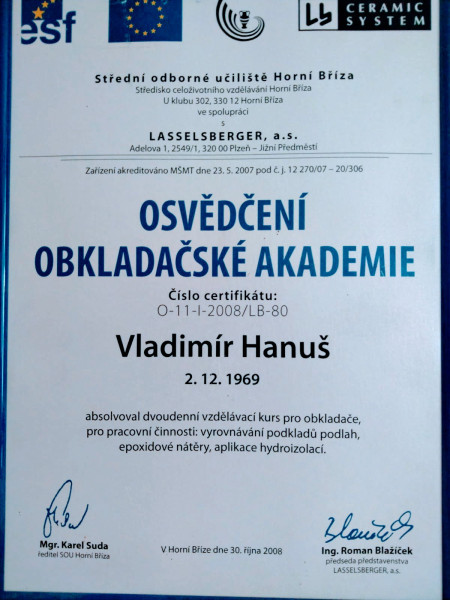 esf
Lb CERAMIC
SYSTEM
Střední odborné učiliště Horní Bříza
Středisko celoživotního vzdělávání Horní Bříza
U klubu 302, 330 12 Horní Bříza
ve spolupráci
s
LASSELSBERGER, a.s.
Adelova 1, 2549/1, 320 00 Plzeň – Jižní Předměstí
Zařízení akreditováno MŠMT dne 23. 5. 2007 pod č. j. 12 270/07 – 20/306
OSVĚDČENÍ
OBKLADAČSKÉ AKADEMIE
Číslo certifikátu:
O-11-I-2008/LB-80
Vladimír Hanuš
2. 12. 1969
absolvoval dvoudenní vzdělávací kurs pro obkladače,
pro pracovní činnosti: vyrovnávání podkladů podlah,
epoxidové nátěry, aplikace hydroizolací.
Mgr. Karel Suda
ředitel SOU Horní Bříza
V Horní Bříze dne 30. října 2008
Ing. Roman Blažíček
předseda představenstva
LASSELSBERGER, a.s.